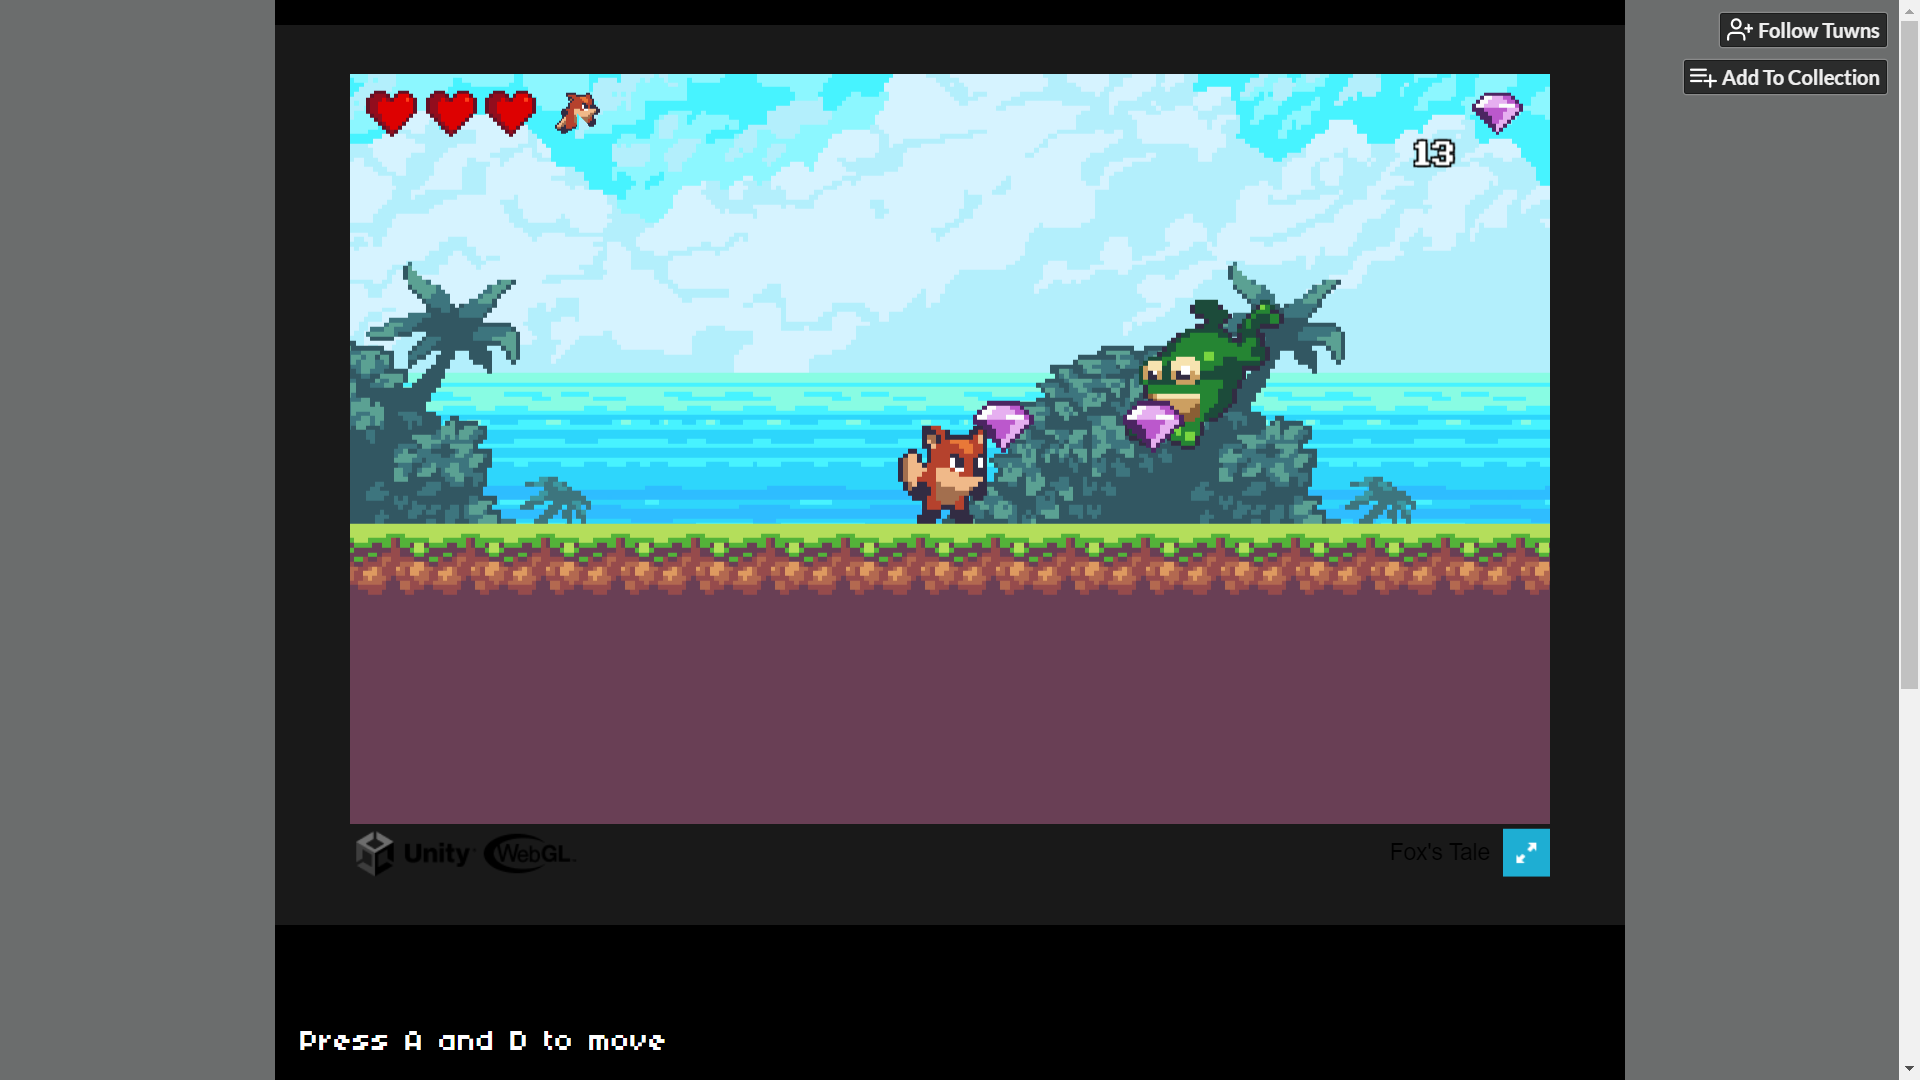 Follow Tuwns
Add To Collection
13
Unity WebGL.
Fox's Tale
Press A and D to move